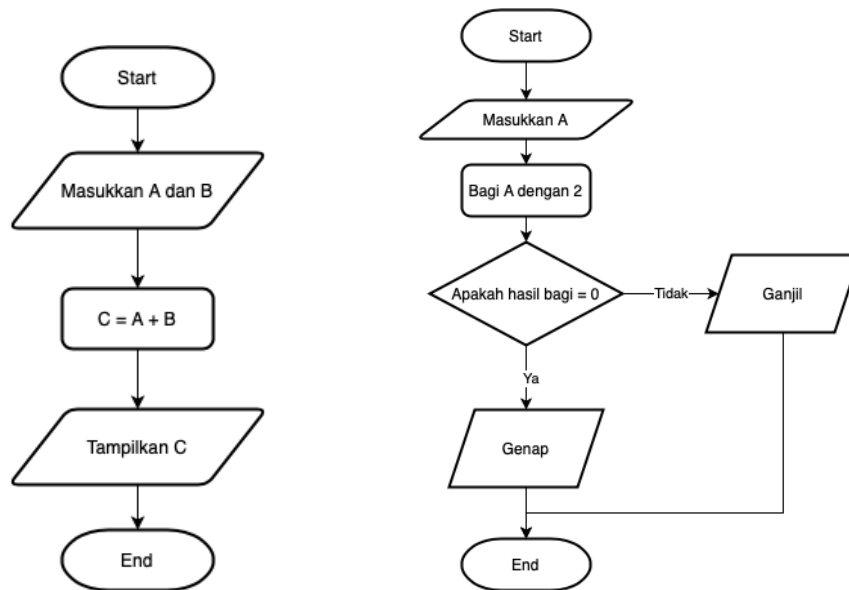 Start
Masukkan A dan B
C = A + B
Tampilkan C
End
Start
Masukkan A
Bagi A dengan 2
Apakah hasil bagi = 0
Tidak
Ganjil
Ya
Genap
End